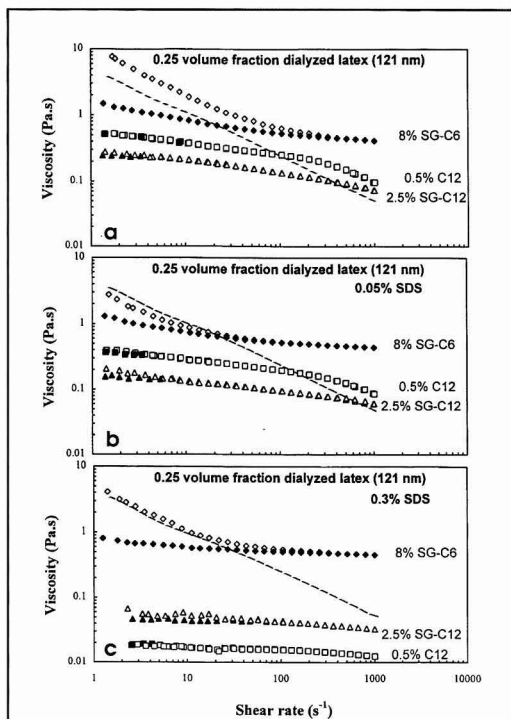 0.25 volume fraction dialyzed latex (121 nm)
Viscosity (Pa.s)
10
1
0.1
0.01
8% SG-C6
0.5% C12
2.5% SG-C12
a
0.25 volume fraction dialyzed latex (121 nm)
0.05% SDS
Viscosity (Pa.s)
10
1
0.1
0.01
8% SG-C6
0.5% C12
2.5% SG-C12
b
0.25 volume fraction dialyzed latex (121 nm)
0.3% SDS
Viscosity (Pa.s)
10
1
0.1
0.01
8% SG-C6
2.5% SG-C12
0.5% C12
c
1 10 100 1000 10000
Shear rate (s⁻¹)